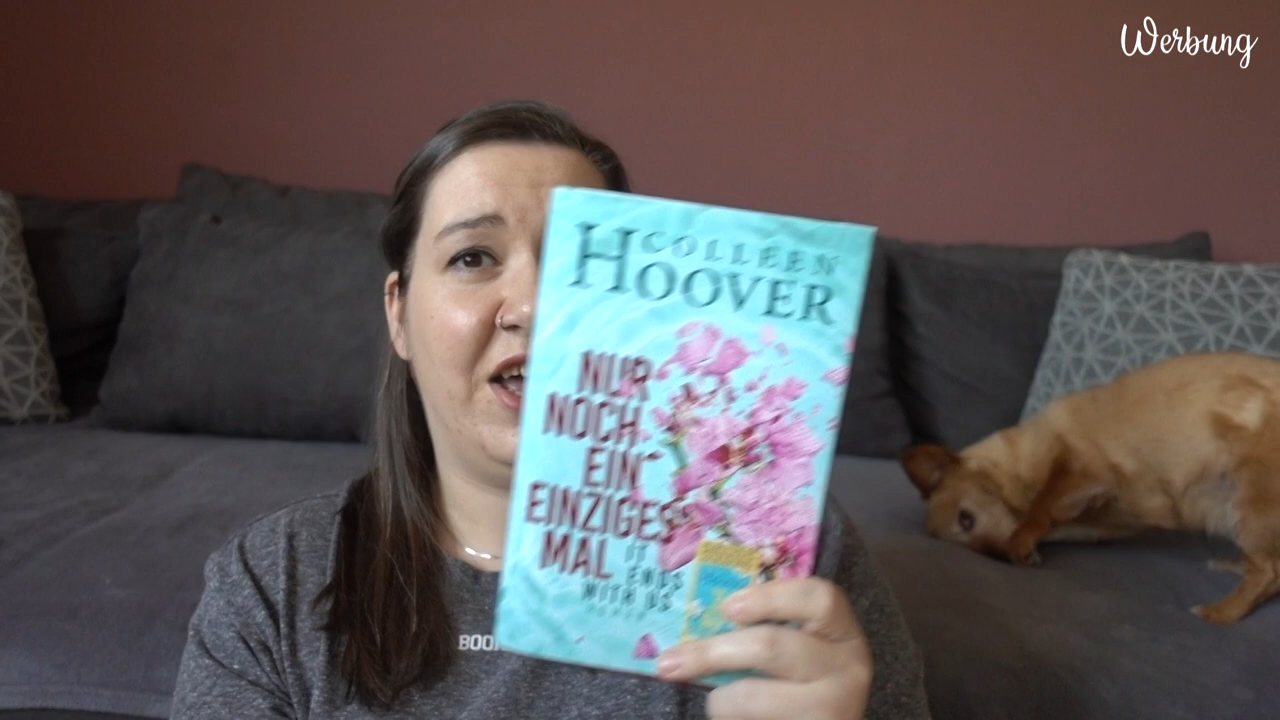 Werbung
COLLEEN
HOOVER
NUR
NOCH
EIN
EINZIGES
MAL
IT
ENDS
WITH US